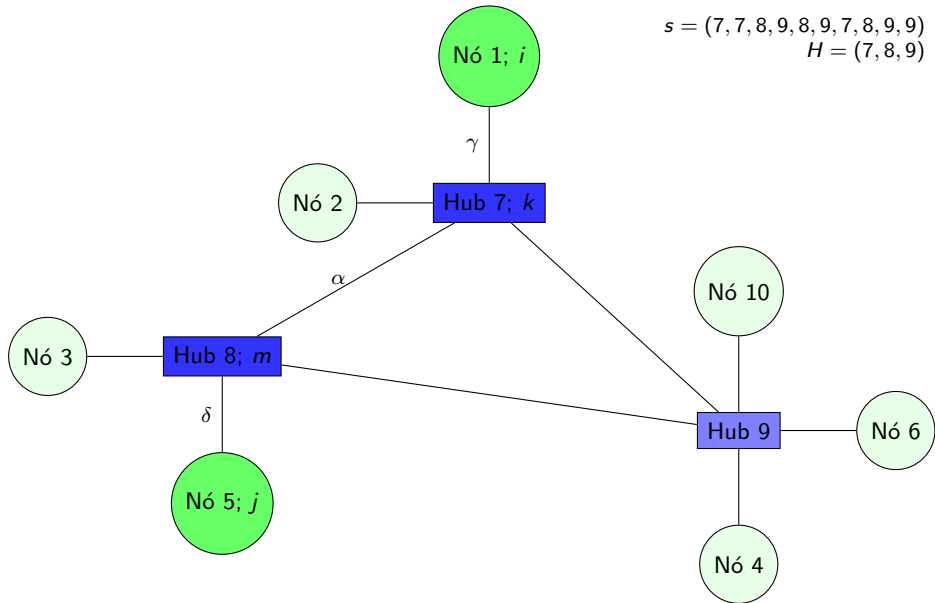 s = (7, 7, 8, 9, 8, 9, 7, 8, 9, 9)
H = (7, 8, 9)
Nó 1; i
γ
Nó 2
Hub 7; k
α
Nó 10
Nó 3
Hub 8; m
δ
Hub 9
Nó 6
Nó 5; j
Nó 4